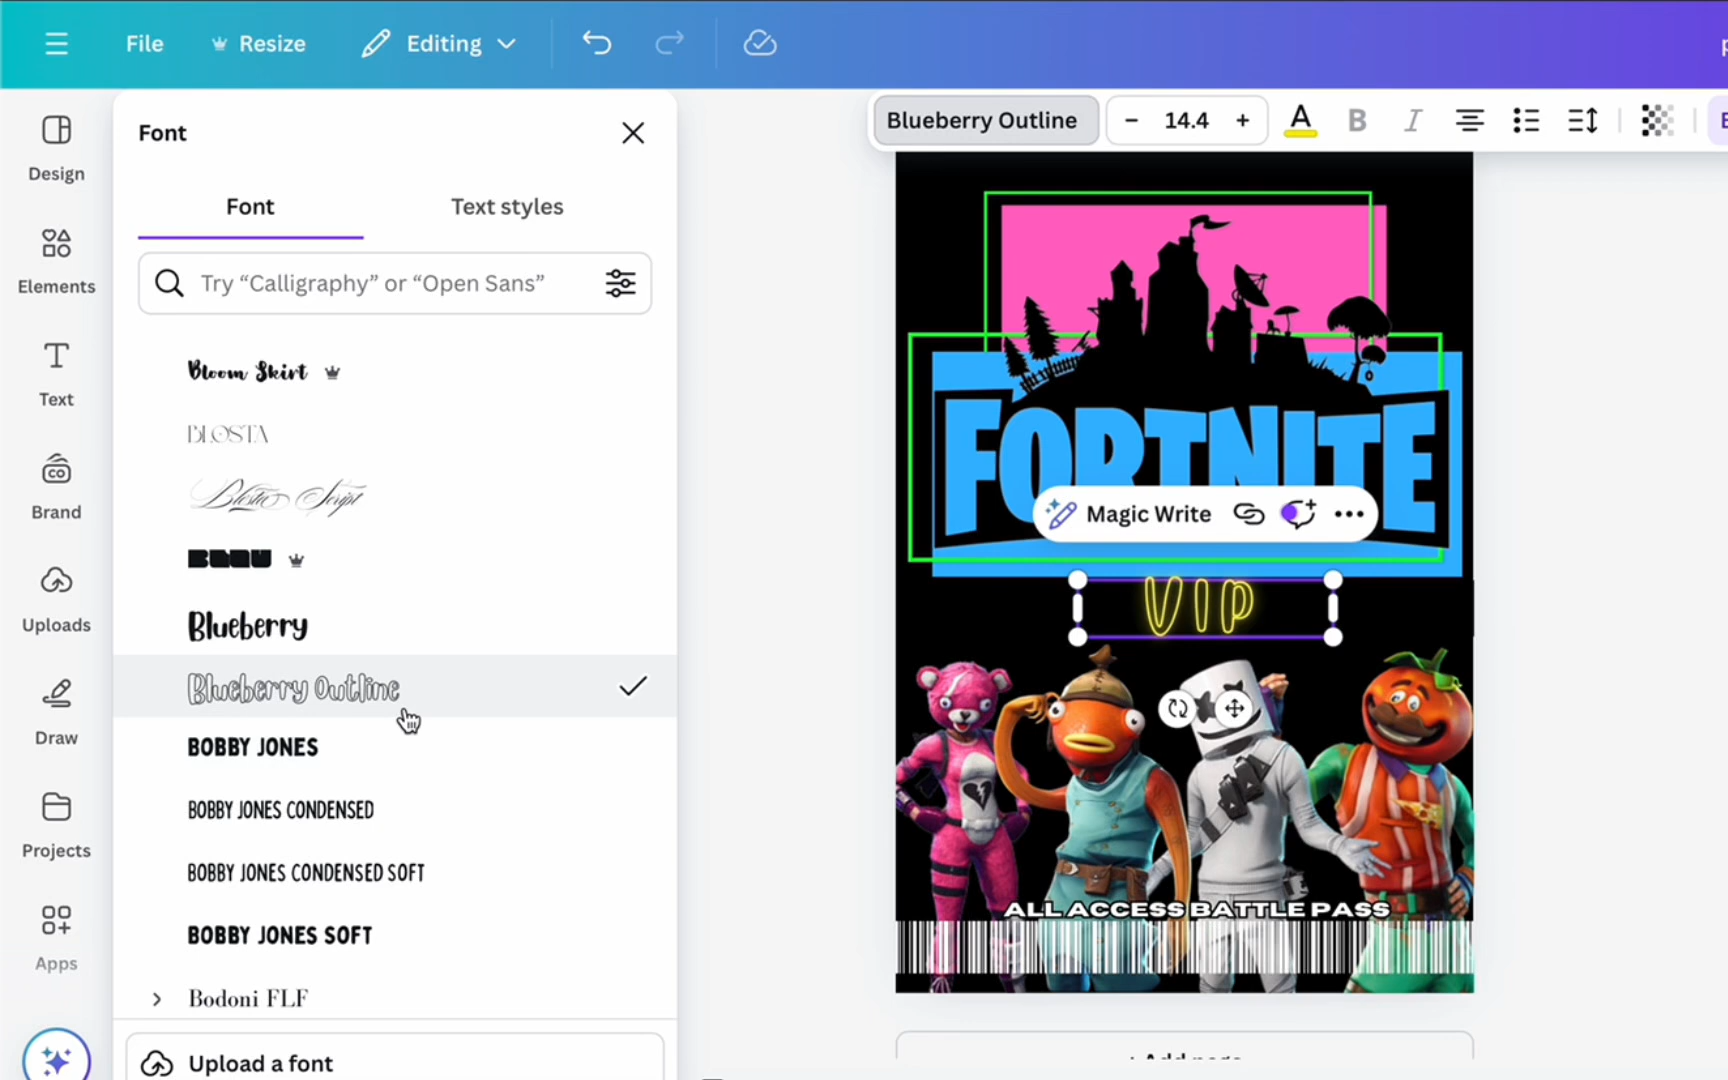 File
Resize
Editing
Font
Blueberry Outline
14.4
A
B
I
Design
Font
Text styles
Elements
Try “Calligraphy” or “Open Sans”
Bloom Skirt
Text
BLOSTA
FORTNITE
Blosta Script
Brand
Magic Write
Uploads
Blueberry
VIP
Blueberry Outline
Draw
BOBBY JONES
BOBBY JONES CONDENSED
Projects
BOBBY JONES CONDENSED SOFT
ALL ACCESS BATTLE PASS
BOBBY JONES SOFT
Apps
Bodoni FLF
Upload a font